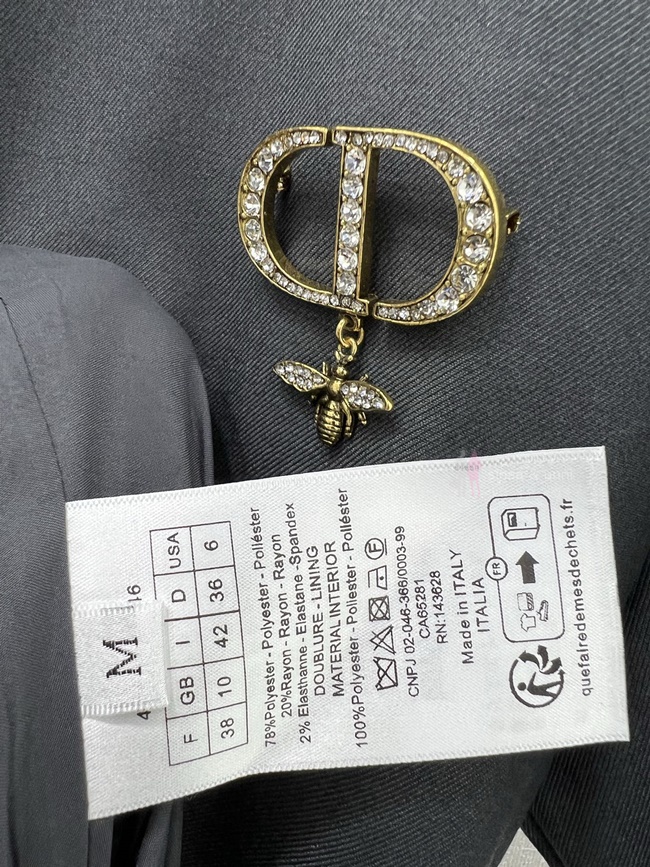 CD
M
F GB I D USA
38 10 42 36 6
78%Polyester - Polyester - Poliéster
20%Rayon - Rayon - Rayon
2% Elasthanne - Elastane -Spandex
DOUBLURE - LINING
MATERIAL INTERIOR
100%Polyester - Poliester - Poliéster
F
CNPJ 02-046-366/0003-99
CA65281
RN:143628
Made in ITALY
ITALIA
FR
quefairedemesdechets.fr